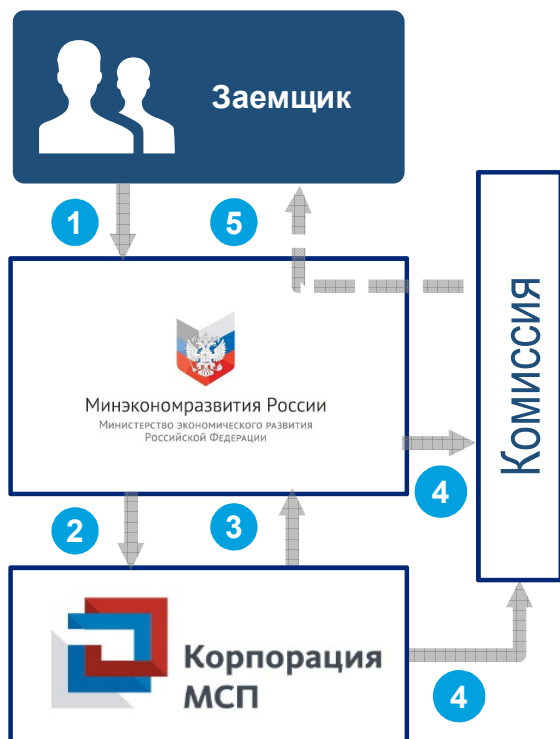 Заемщик
1
5
Минэкономразвития России
Министерство экономического развития
Российской Федерации
Комиссия
4
2
3
Корпорация
МСП
4